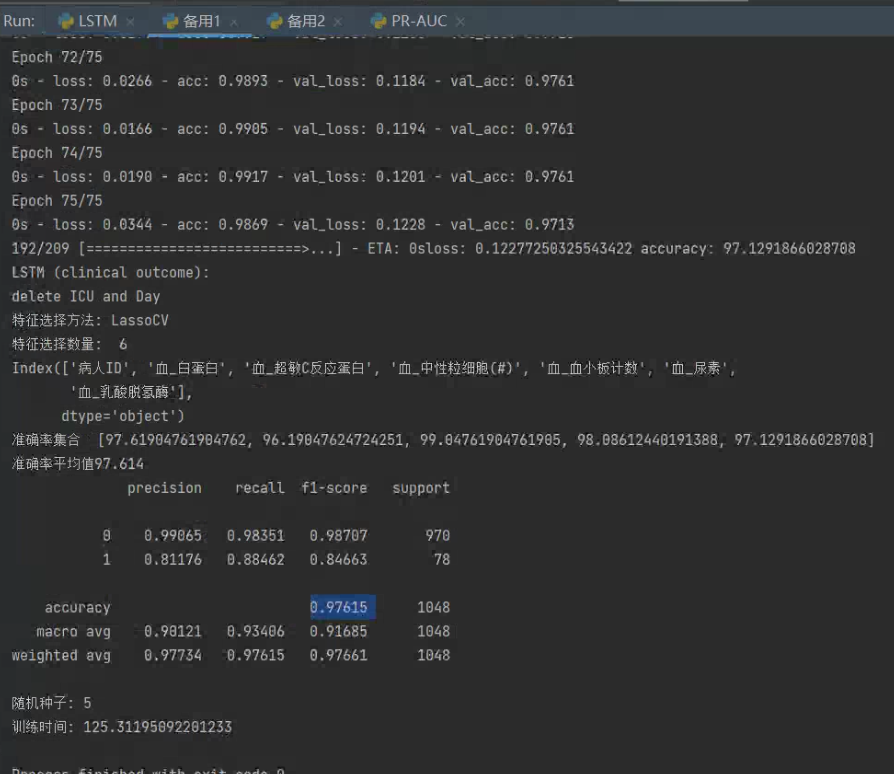 Run: LSTM × 备用1 × 备用2 × PR-AUC ×
Epoch 72/75
0s - loss: 0.0266 - acc: 0.9893 - val_loss: 0.1184 - val_acc: 0.9761
Epoch 73/75
0s - loss: 0.0166 - acc: 0.9905 - val_loss: 0.1194 - val_acc: 0.9761
Epoch 74/75
0s - loss: 0.0190 - acc: 0.9917 - val_loss: 0.1201 - val_acc: 0.9761
Epoch 75/75
0s - loss: 0.0344 - acc: 0.9869 - val_loss: 0.1228 - val_acc: 0.9713
192/209 [==========================>...] - ETA: 0sloss: 0.12277250325543422 accuracy: 97.1291866028708
LSTM (clinical outcome):
delete ICU and Day
特征选择方法: LassoCV
特征选择数量: 6
Index(['病人ID', '血_白蛋白', '血_超敏C反应蛋白', '血_中性粒细胞(#)', '血_血小板计数', '血_尿素',
'血_乳酸脱氢酶'],
dtype='object')
准确率集合 [97.61904761904762, 96.19047624724251, 99.04761904761905, 98.08612440191388, 97.1291866028708]
准确率平均值97.614
precision recall f1-score support
0 0.99065 0.98351 0.98707 970
1 0.81176 0.88462 0.84663 78
accuracy 0.97615 1048
macro avg 0.90121 0.93406 0.91685 1048
weighted avg 0.97734 0.97615 0.97661 1048
随机种子: 5
训练时间: 125.31195092201233
Process finished with exit code 0